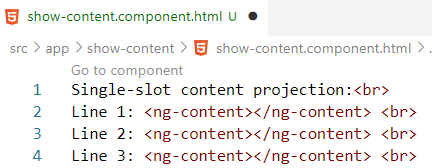 show-content.component.html U ●
src > app > show-content > show-content.component.html > .
Go to component
1 Single-slot content projection:<br>
2 Line 1: <ng-content></ng-content> <br>
3 Line 2: <ng-content></ng-content> <br>
4 Line 3: <ng-content></ng-content> <br>